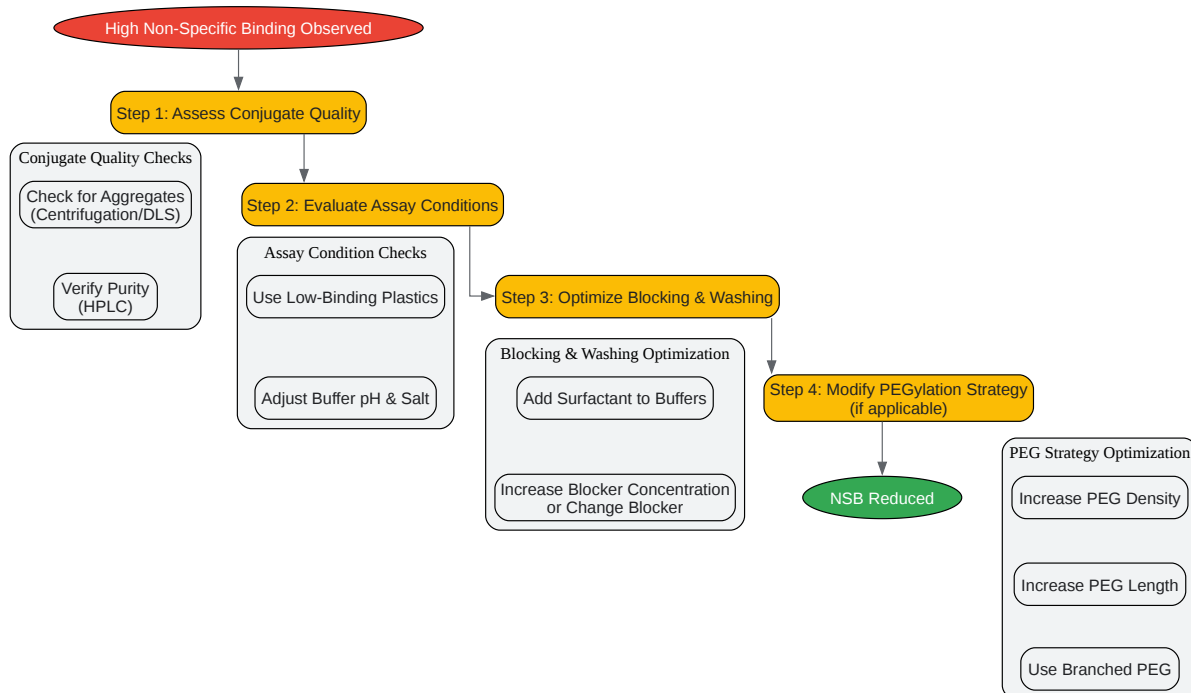 High Non-Specific Binding Observed
Step 1: Assess Conjugate Quality
Conjugate Quality Checks
Check for Aggregates
(Centrifugation/DLS)
Verify Purity
(HPLC)
Step 2: Evaluate Assay Conditions
Assay Condition Checks
Use Low-Binding Plastics
Adjust Buffer pH & Salt
Step 3: Optimize Blocking & Washing
Blocking & Washing Optimization
Add Surfactant to Buffers
Increase Blocker Concentration
or Change Blocker
Step 4: Modify PEGylation Strategy
(if applicable)
NSB Reduced
PEG Strategy Optimization
Increase PEG Density
Increase PEG Length
Use Branched PEG